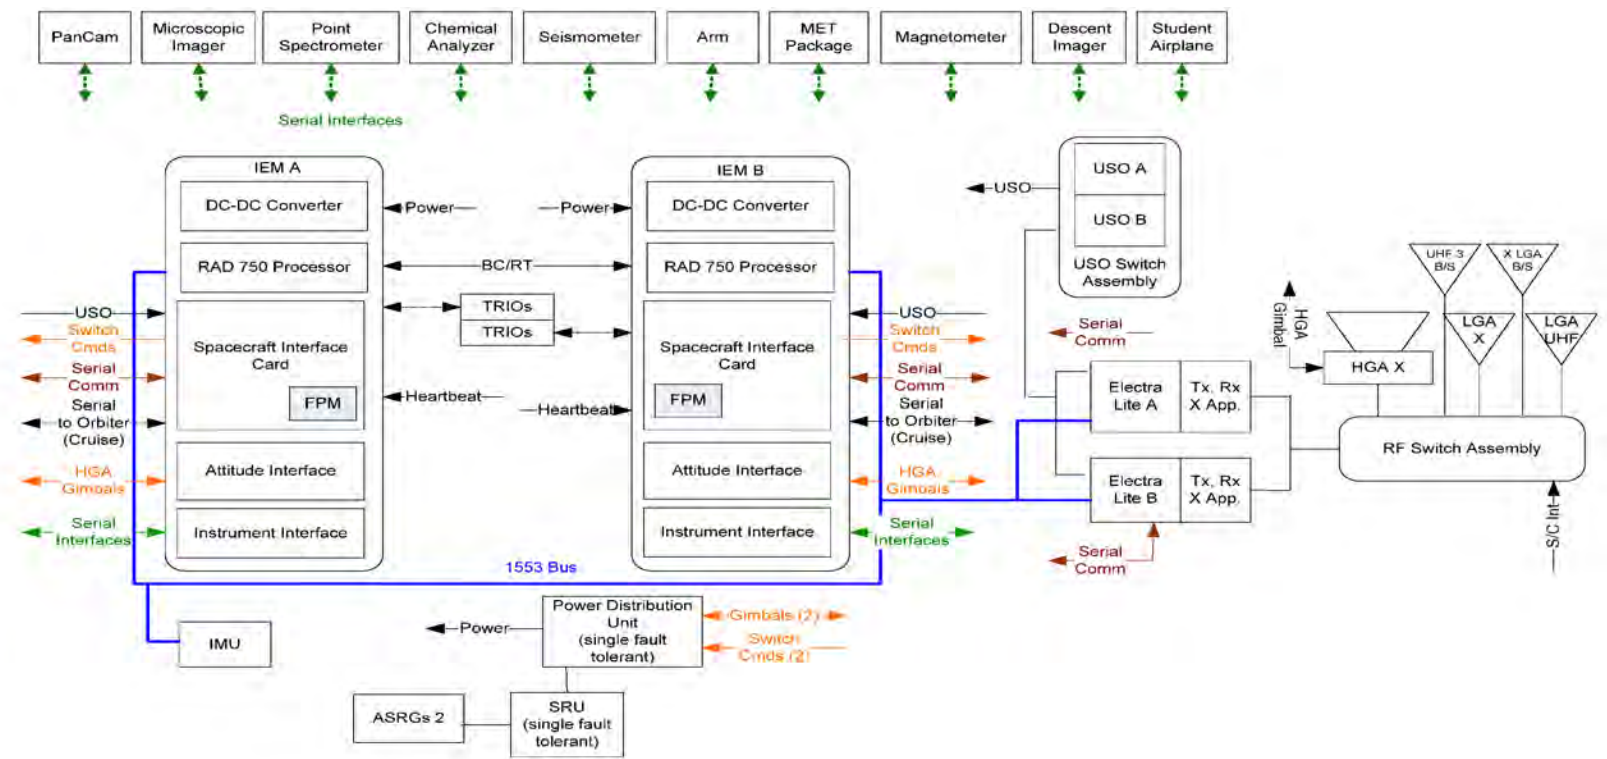 PanCam
Microscopic
Imager
Point
Spectrometer
Chemical
Analyzer
Seismometer
Arm
MET
Package
Magnetometer
Descent
Imager
Student
Airplane
Serial Interfaces
IEM A
DC-DC Converter
RAD 750 Processor
Spacecraft Interface
Card
FPM
Attitude Interface
Instrument Interface
USO
Switch
Cmds
Serial
Comm
Serial
to Orbiter
(Cruise)
HGA
Gimbals
Serial
Interfaces
Power
Power
BC/RT
TRIOs
TRIOs
Heartbeat
Heartbeat
IEM B
DC-DC Converter
RAD 750 Processor
Spacecraft Interface
Card
FPM
Attitude Interface
Instrument Interface
USO
Switch
Cmds
Serial
Comm
Serial
to Orbiter
(Cruise)
HGA
Gimbals
Serial
Interfaces
1553 Bus
IMU
Power
Power Distribution
Unit
(single fault
tolerant)
Gimbals (2)
Switch
Cmds (2)
ASRGs 2
SRU
(single fault
tolerant)
USO
USO A
USO B
USO Switch
Assembly
Serial
Comm
Electra
Lite A
Tx, Rx
X App.
Electra
Lite B
Tx, Rx
X App.
Serial
Comm
HGA
Gimbal
HGA X
UHF 3
B/S
X LGA
B/S
LGA
X
LGA
UHF
RF Switch Assembly
S/C Int